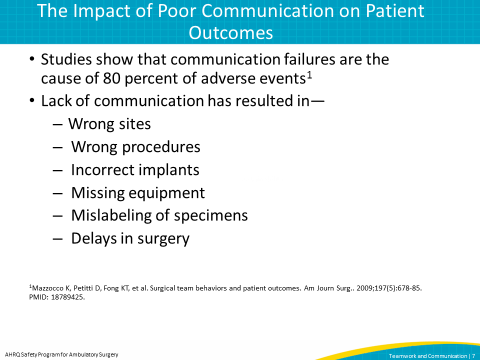 The Impact of Poor Communication on Patient
Outcomes
• Studies show that communication failures are the
cause of 80 percent of adverse events1
• Lack of communication has resulted in—
– Wrong sites
– Wrong procedures
– Incorrect implants
– Missing equipment
– Mislabeling of specimens
– Delays in surgery
1Mazzocco K, Petitti D, Fong KT, et al. Surgical team behaviors and patient outcomes. Am Journ Surg.. 2009;197(5):678-85.
PMID: 18789425.
AHRQ Safety Program for Ambulatory Surgery
Teamwork and Communication | 7